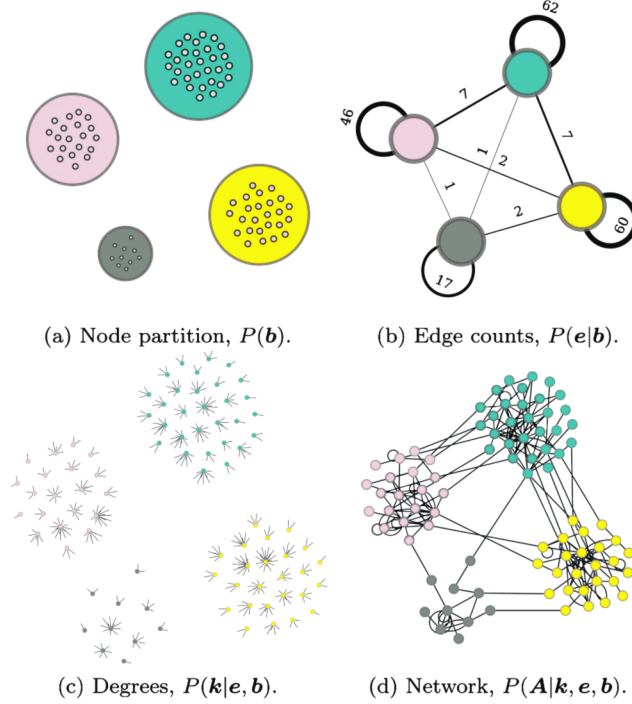 62
7
46
7
1
2
1
2
60
17
(a) Node partition, P(b).
(b) Edge counts, P(e|b).
(c) Degrees, P(k|e, b).
(d) Network, P(A|k, e, b).